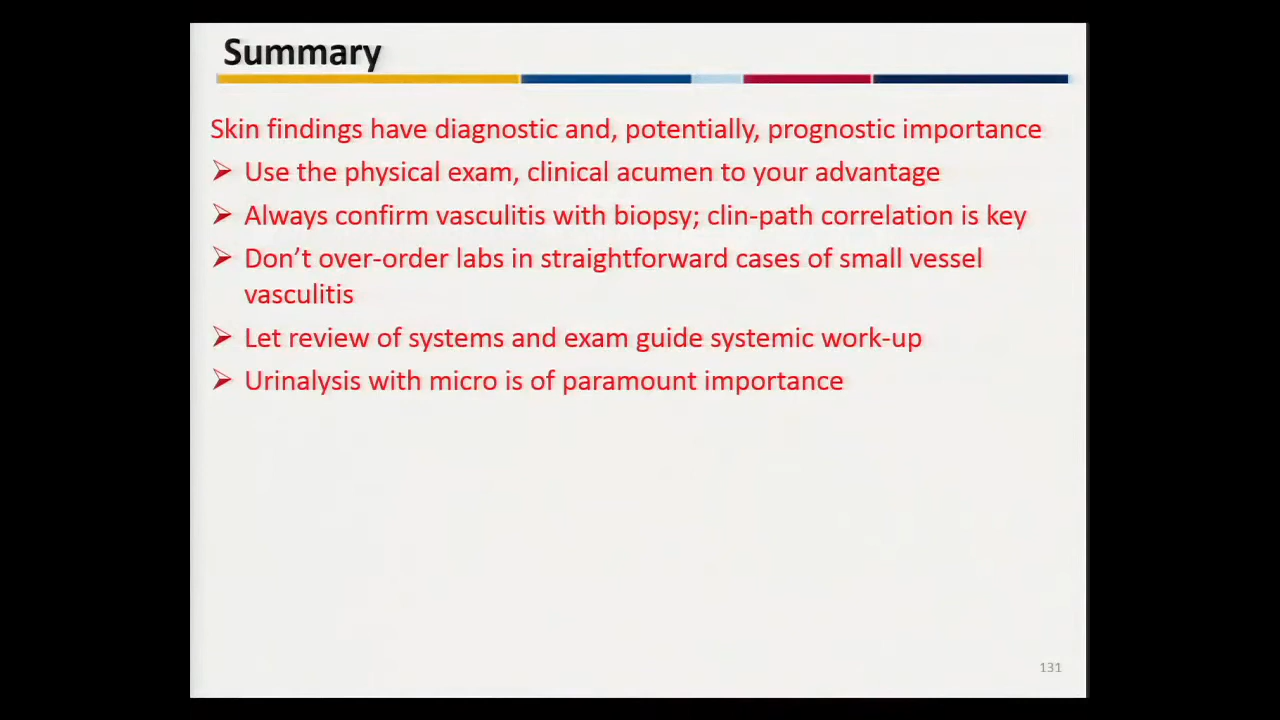 Summary
Skin findings have diagnostic and, potentially, prognostic importance
➢ Use the physical exam, clinical acumen to your advantage
➢ Always confirm vasculitis with biopsy; clin-path correlation is key
➢ Don’t over-order labs in straightforward cases of small vessel
vasculitis
➢ Let review of systems and exam guide systemic work-up
➢ Urinalysis with micro is of paramount importance
131